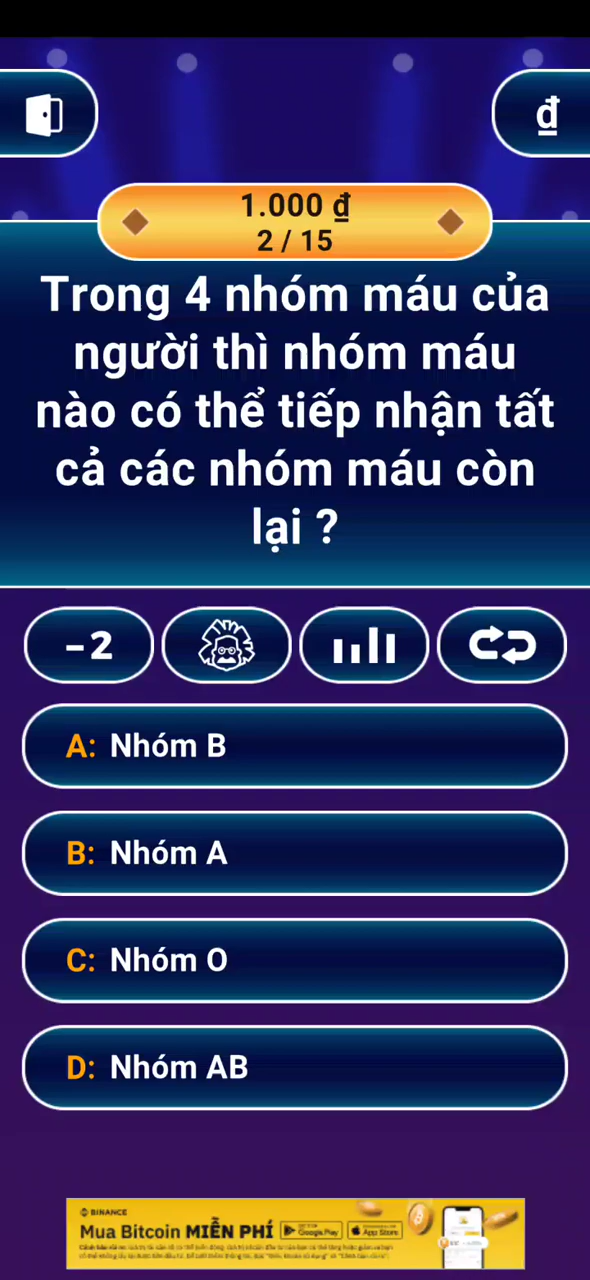 ₫
1.000 ₫
2 / 15
Trong 4 nhóm máu của
người thì nhóm máu
nào có thể tiếp nhận tất
cả các nhóm máu còn
lại ?
-2
A: Nhóm B
B: Nhóm A
C: Nhóm O
D: Nhóm AB
BINANCE
Mua Bitcoin MIỄN PHÍ
Google Play
App Store